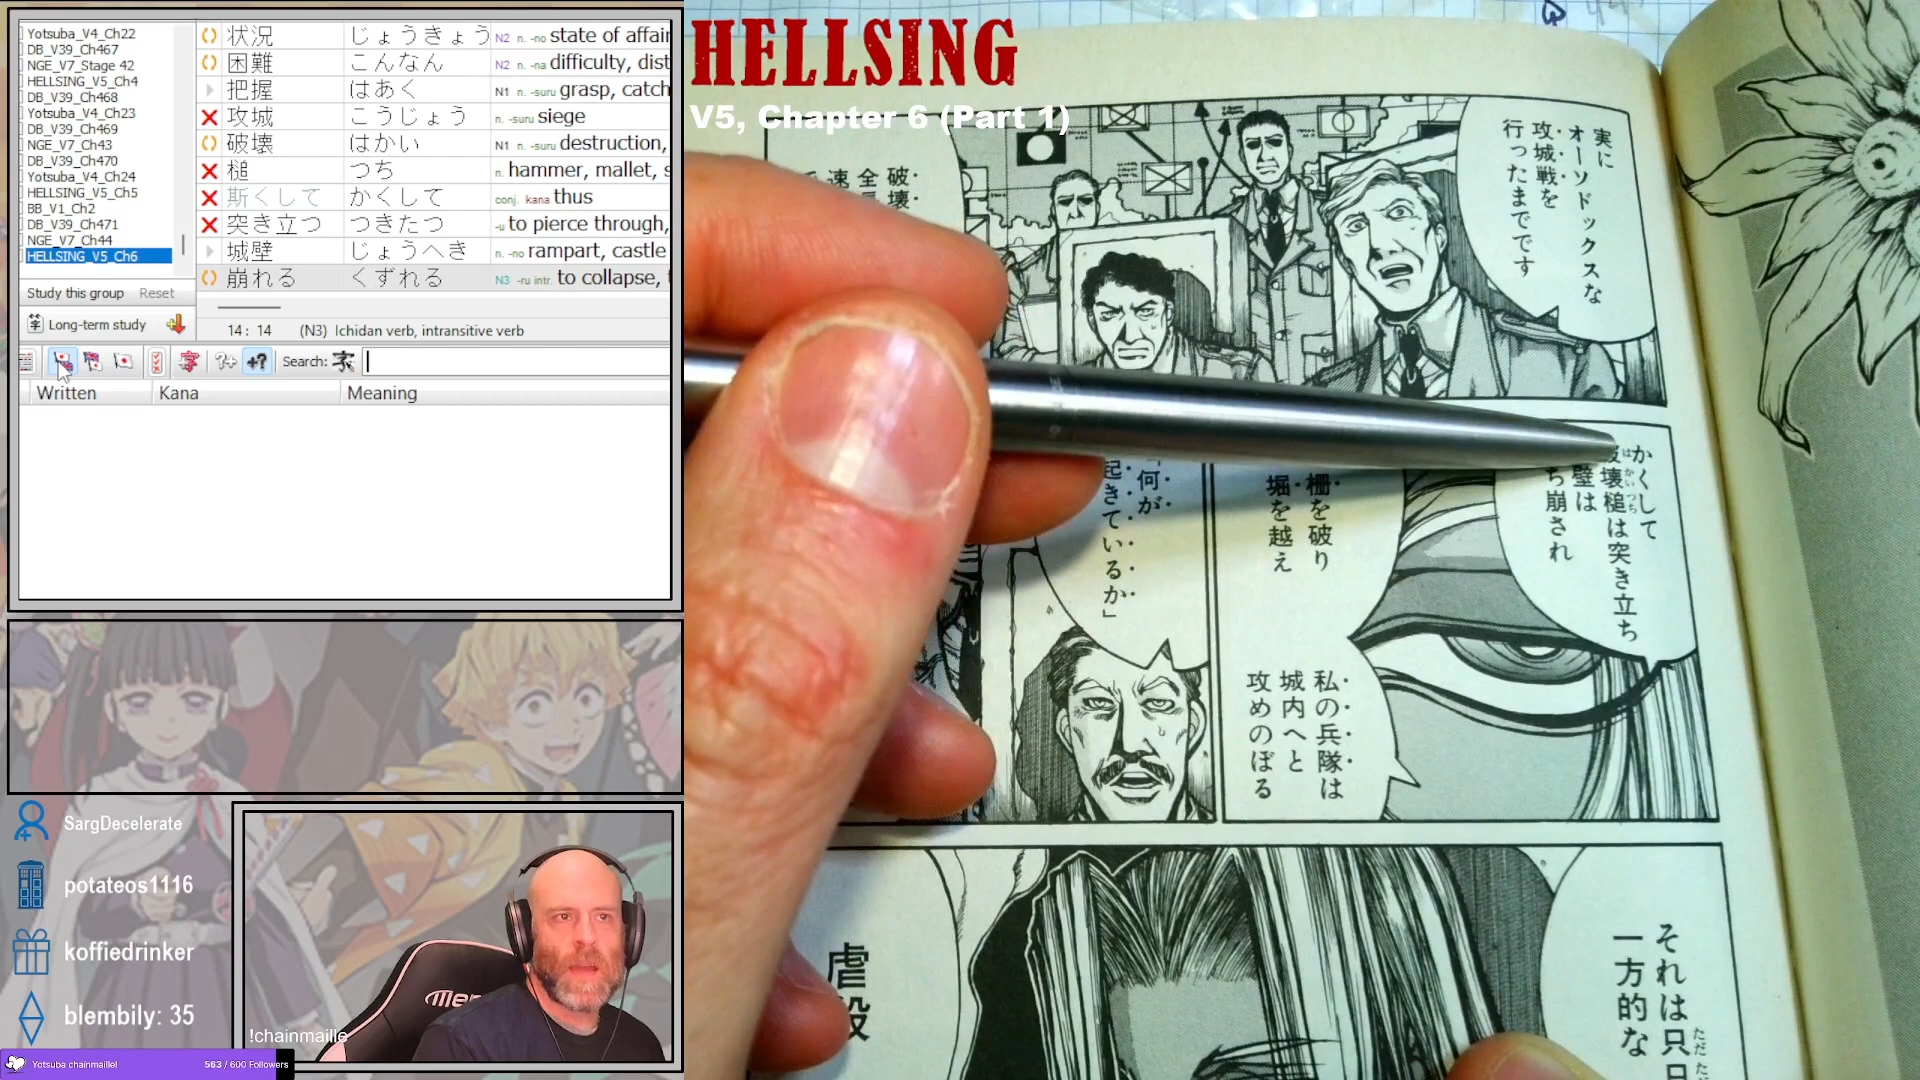 Yotsuba_V4_Ch22
DB_V39_Ch467
NGE_V7_Stage 42
HELLSING_V5_Ch4
DB_V39_Ch468
Yotsuba_V4_Ch23
DB_V39_Ch469
NGE_V7_Ch43
DB_V39_Ch470
Yotsuba_V4_Ch24
HELLSING_V5_Ch5
BB_V1_Ch2
DB_V39_Ch471
NGE_V7_Ch44
HELLSING_V5_Ch6
Study this group Reset
Long-term study
状況 じょうきょう N2 n. -no state of affair
困難 こんなん N2 n. -na difficulty, dist
把握 はあく N1 n. -suru grasp, catch
攻城 こうじょう n. -suru siege
破壊 はかい N1 n. -suru destruction,
槌 つち n. hammer, mallet, s
斯くして かくして conj. kana thus
突き立つ つきたつ -u to pierce through,
城壁 じょうへき n. -no rampart, castle
崩れる くずれる N3 -ru intr. to collapse,
14: 14 (N3) Ichidan verb, intransitive verb
Search:
Written Kana Meaning
SargDecelerate
potateos1116
koffiedrinker
blembily: 35
!chainmaille
Yotsuba chainmaille!
563 / 600 Followers
HELLSING
V5, Chapter 6 (Part 1)
実に
オーソドックスな
攻城戦を
行ったまでです
破壊
全
速
かくして
壊槌は突き立ち
壁は
ち崩され
柵を破り
堀を越え
私の兵隊は
城内へと
攻めのぼる
「何が
起きているか」
それは只
一方的な
虐殺